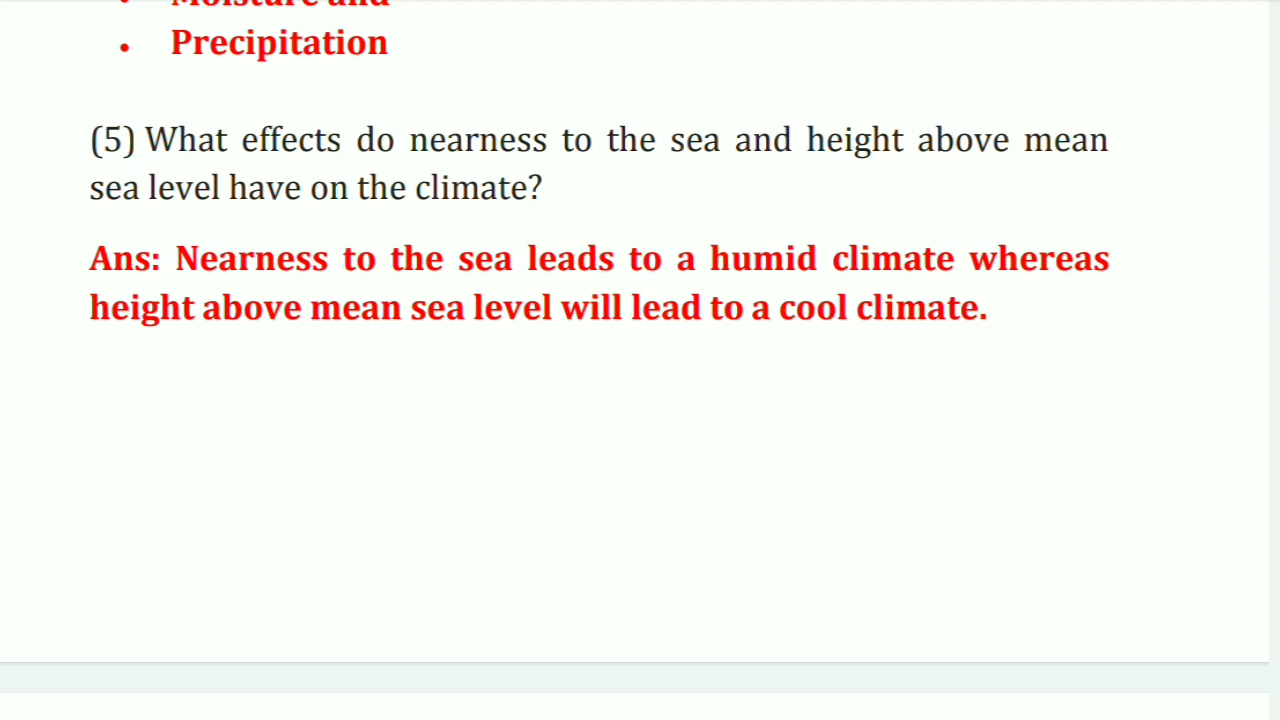 • Moisture and
• Precipitation
(5) What effects do nearness to the sea and height above mean
sea level have on the climate?
Ans: Nearness to the sea leads to a humid climate whereas
height above mean sea level will lead to a cool climate.